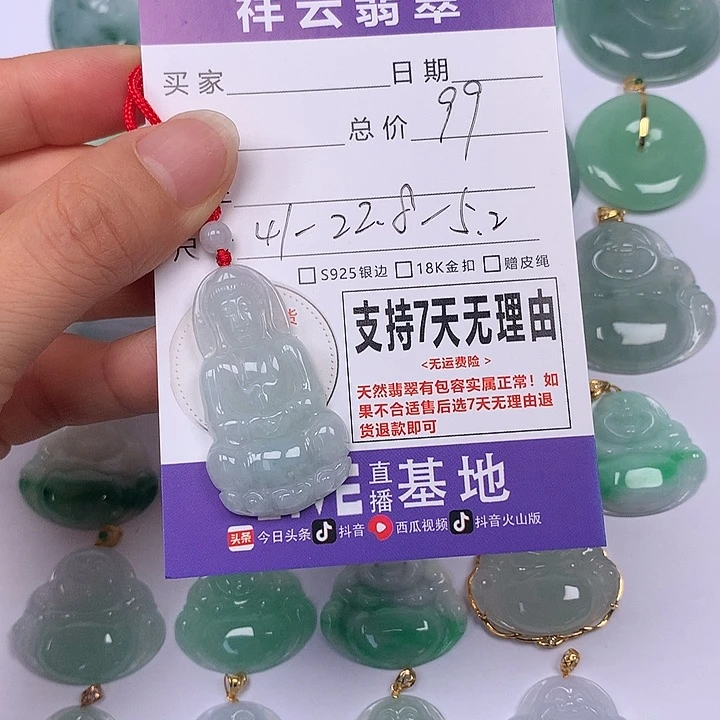 祥云翡翠
买家 日期
总价 99
尺 41-22.8-5.2
S925银边 18K金扣 赠皮绳
支持7天无理由
<无运费险>
天然翡翠有包容实属正常！如
果不合适售后选7天无理由退
货退款即可
LIVE 直播 基地
头条 今日头条 抖音 西瓜视频 抖音火山版